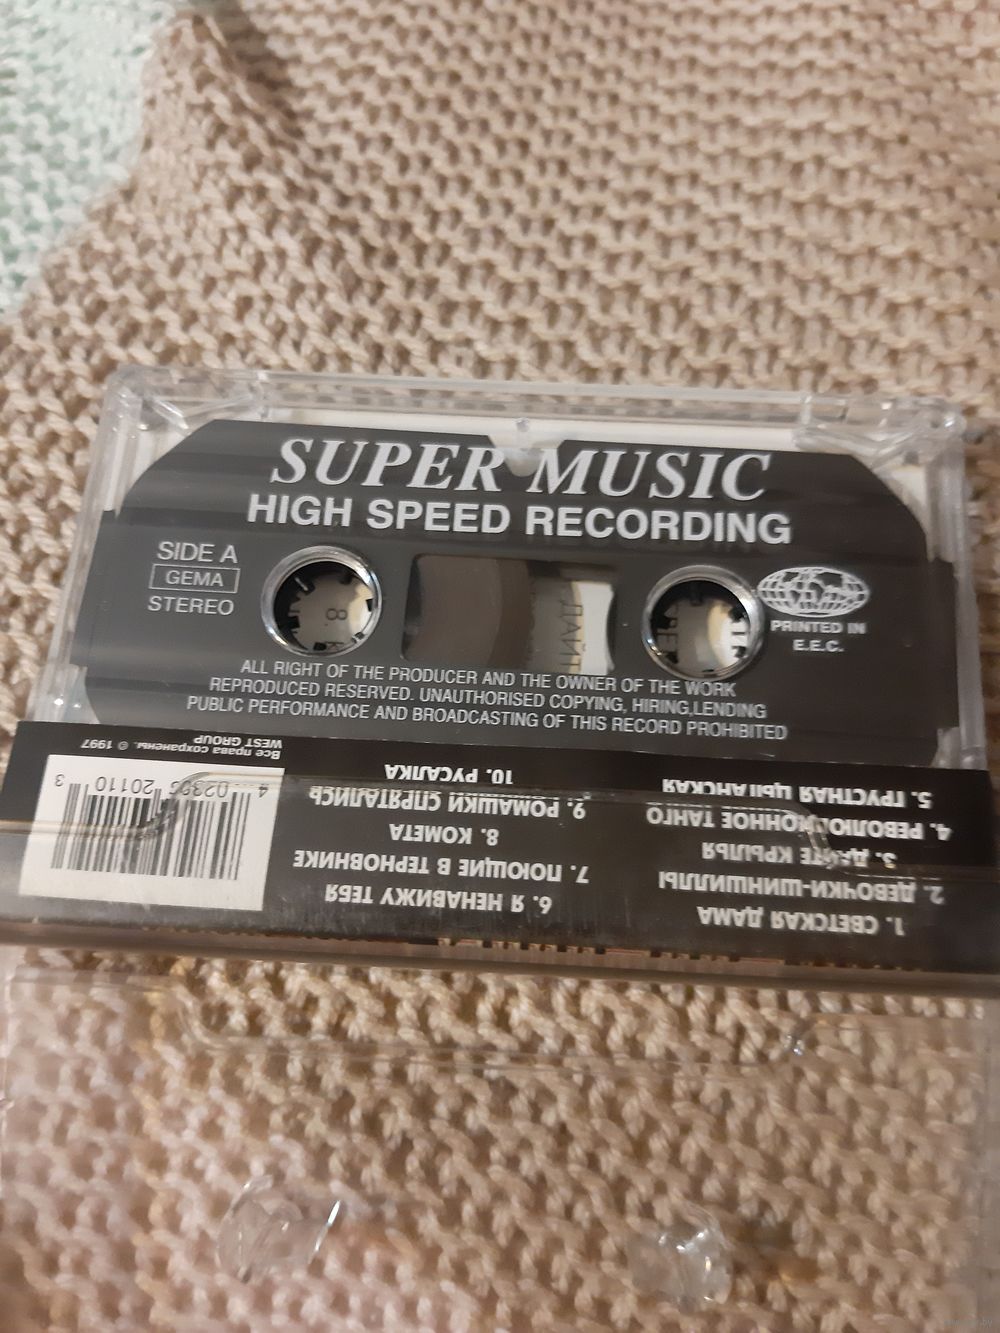 SUPER MUSIC
HIGH SPEED RECORDING
SIDE A
GEMA
STEREO
PRINTED IN
E.E.C.
ALL RIGHT OF THE PRODUCER AND THE OWNER OF THE WORK
REPRODUCED RESERVED. UNAUTHORISED COPYING, HIRING,LENDING
PUBLIC PERFORMANCE AND BROADCASTING OF THIS RECORD PROHIBITED
1. СВЕТСКАЯ ДАМА
2. ДЕВОЧКИ-ШИНШИЛЛЫ
3. ДАЙТЕ КРЫЛЬЯ
4. РЕВОЛЮЦИОННОЕ ТАНГО
5. ГРУСТНАЯ ЦЫГАНСКАЯ
6. Я НЕНАВИЖУ ТЕБЯ
7. ПОЮЩИЕ В ТЕРНОВНИКЕ
8. КОМЕТА
9. РОМАШКИ СПРЯТАЛИСЬ
10. РУСАЛКА
20110 3
Все права сохранены. © 1997
WEST GROUP